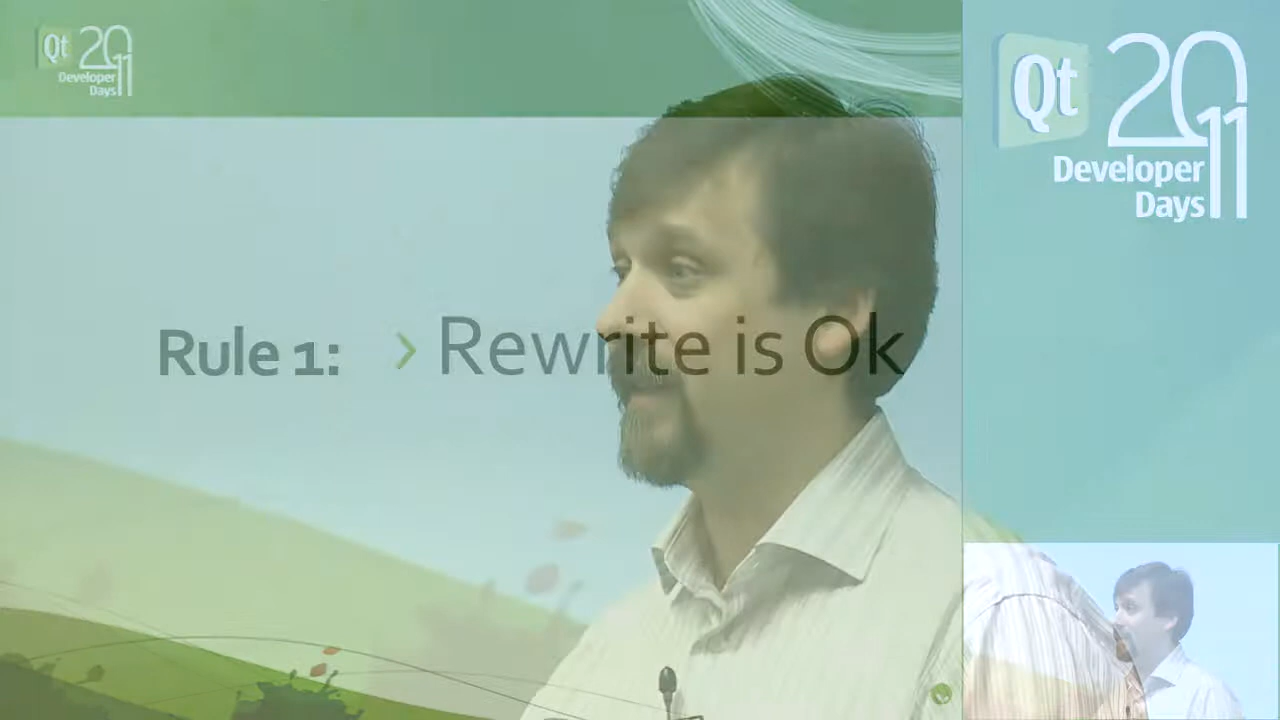 Qt 2011
Developer
Days
Rule 1: › Rewrite is Ok
Qt 2011
Developer
Days